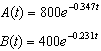 A(t) = 800e^{-0.347t}
B(t) = 400e^{-0.231t}